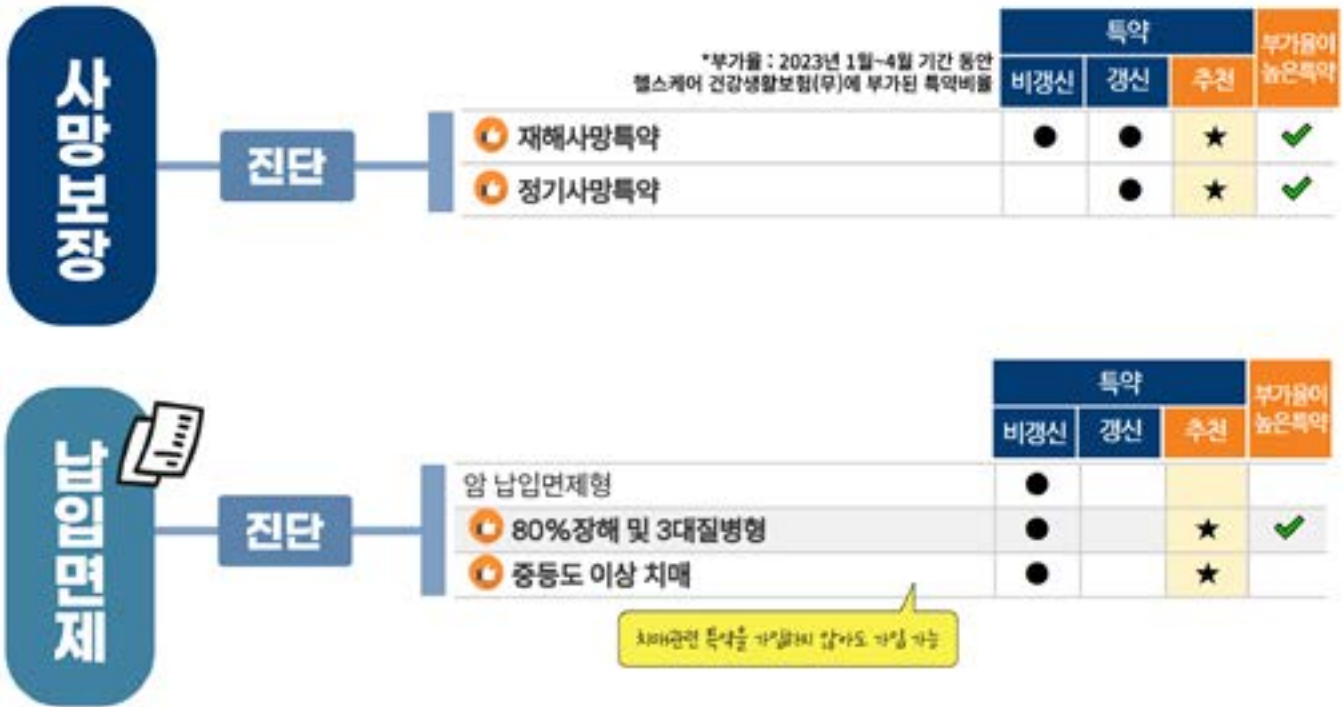 사망보장
진단
*부가율 : 2023년 1월~4월 기간 동안
헬스케어 건강생활보험(무)에 부가된 특약비율
특약
비갱신 갱신 추천
부가율이
높은특약
재해사망특약 ● ● ★ ✔
정기사망특약 ● ★ ✔
납입면제
진단
특약
비갱신 갱신 추천
부가율이
높은특약
암 납입면제형 ●
80%장해 및 3대질병형 ● ★ ✔
중등도 이상 치매 ● ★
치매관련 특약을 가입하지 않아도 가입 가능